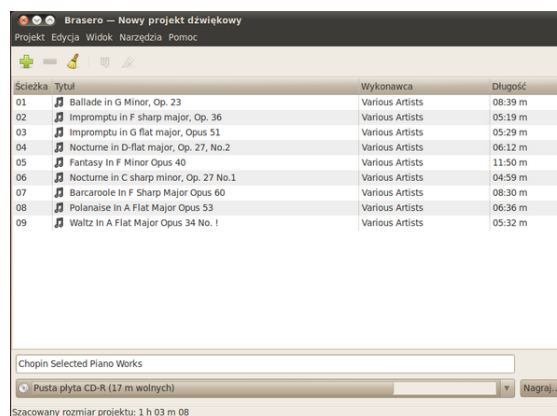 Brasero — Nowy projekt dźwiękowy
Projekt Edycja Widok Narzędzia Pomoc
Ścieżka Tytuł Wykonawca Długość
01 Ballade in G Minor, Op. 23 Various Artists 08:39 m
02 Impromptu in F sharp major, Op. 36 Various Artists 05:19 m
03 Impromptu in G flat major, Opus 51 Various Artists 05:29 m
04 Nocturne in D-flat major, Op. 27, No.2 Various Artists 06:12 m
05 Fantasy In F Minor Opus 40 Various Artists 11:50 m
06 Nocturne in C sharp minor, Op. 27 No.1 Various Artists 04:59 m
07 Barcaroole In F Sharp Major Opus 60 Various Artists 08:30 m
08 Polanaise In A Flat Major Opus 53 Various Artists 06:36 m
09 Waltz In A Flat Major Opus 34 No. ! Various Artists 05:32 m
Chopin Selected Piano Works
Pusta płyta CD-R (17 m wolnych) Nagraj...
Szacowany rozmiar projektu: 1 h 03 m 08